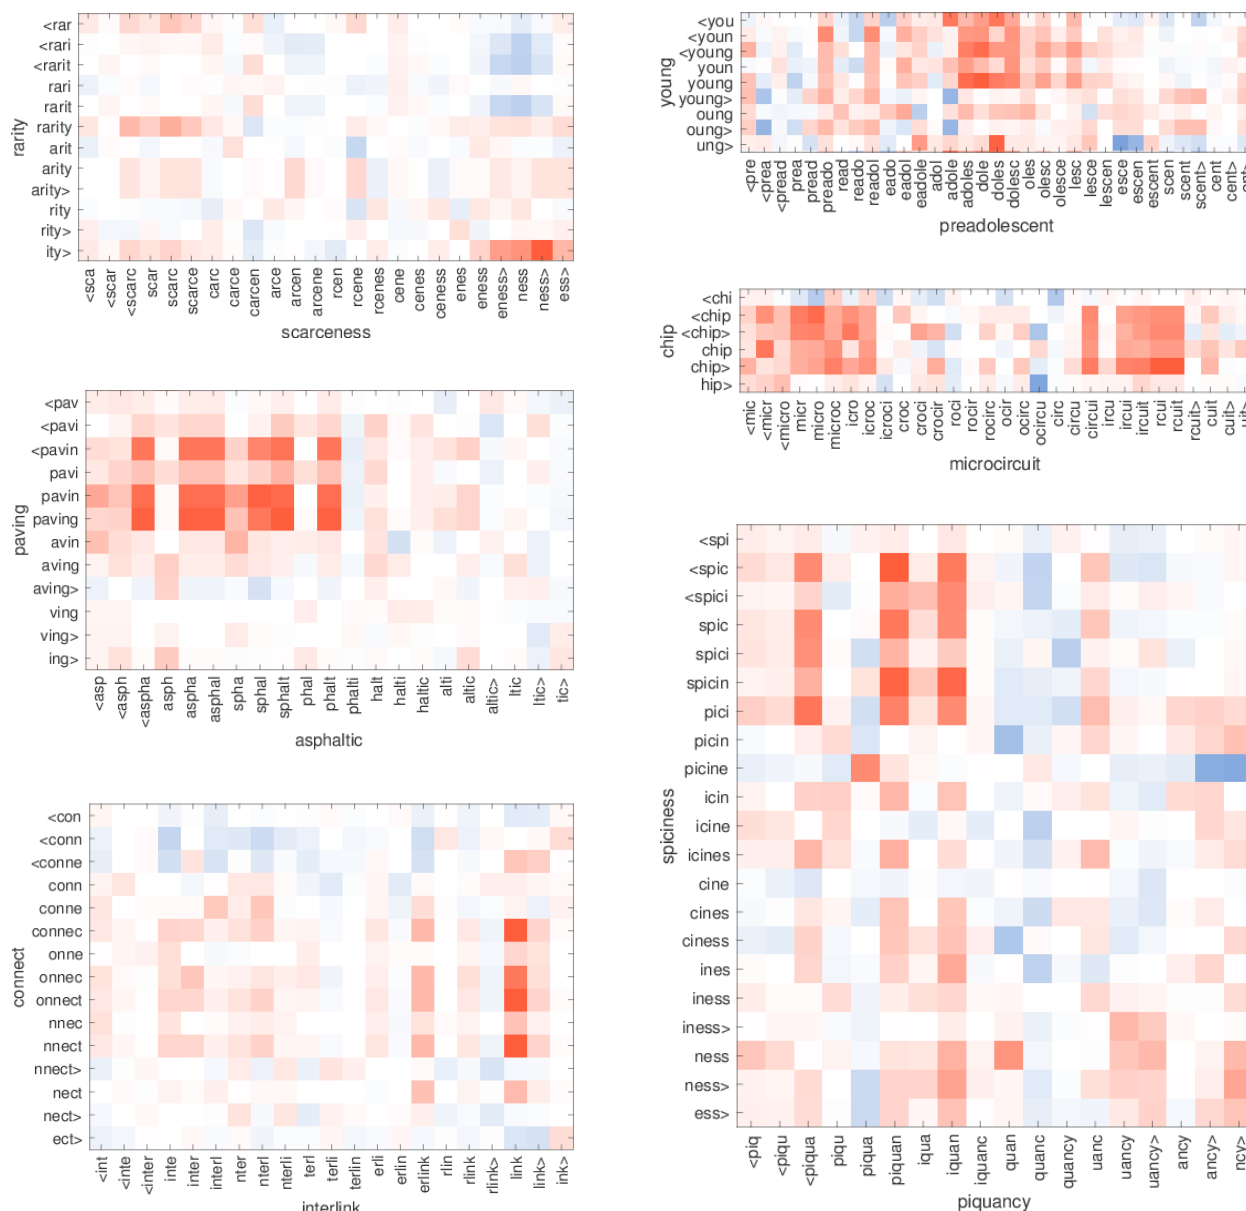 <rar
<rari
<rarit
rari
rarit
rarity
arit
arity
arity>
rity
rity>
ity>
rarity
<sca
<scar
<scarc
scar
scarc
scarce
carc
carce
carcen
arce
arcen
arcene
rcen
rcene
rcenes
cene
cenes
ceness
enes
eness
eness>
ness
ness>
ess>
scarceness
<you
<youn
<young
youn
young
young>
oung
oung>
ung>
young
<pre
<prea
<pread
prea
pread
preado
read
reado
readol
eado
eadol
eadole
adol
adole
adoles
dole
doles
dolesc
oles
olesc
olesce
lesc
lesce
lescen
esce
escen
escent
scen
scent
scent>
cent
cent>
preadolescent
<chi
<chip
<chip>
chip
chip>
hip>
chip
<mic
<micr
<micro
micr
micro
microc
icro
icroc
icroci
croc
croci
crocir
roci
rocir
rocirc
ocir
ocirc
ocircu
circ
circu
circui
ircu
ircui
ircuit
rcui
rcuit
rcuit>
cuit
cuit>
microcircuit
<pav
<pavi
<pavin
pavi
pavin
paving
avin
aving
aving>
ving
ving>
ing>
paving
<asp
<asph
<aspha
asph
aspha
asphal
spha
sphal
sphalt
phal
phalt
phalti
halt
halti
haltic
alti
altic
altic>
ltic
ltic>
tic>
asphaltic
<con
<conn
<conne
conn
conne
connec
onne
onnec
onnect
nnec
nnect
nnect>
nect
nect>
ect>
connect
<int
<inte
<inter
inte
inter
interl
nter
nterl
nterli
terl
terli
terlin
erli
erlin
erlink
rlin
rlink
rlink>
link
link>
ink>
interlink
<spi
<spic
<spici
spic
spici
spicin
pici
picin
picine
icin
icine
icines
cine
cines
ciness
ines
iness
iness>
ness
ness>
ess>
spiciness
<piq
<piqu
<piqua
piqu
piqua
piquan
iqua
iquan
iquanc
quan
quanc
quancy
uanc
uancy
uancy>
ancy
ancy>
ncy>
piquancy